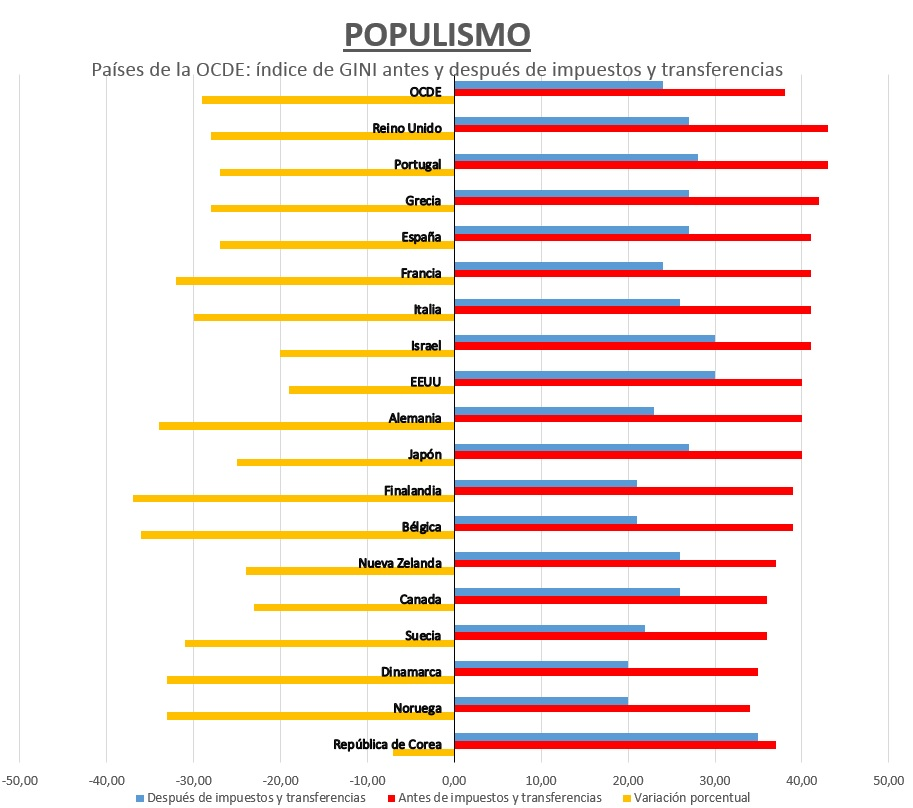 POPULISMO
Países de la OCDE: índice de GINI antes y después de impuestos y transferencias
OCDE
Reino Unido
Portugal
Grecia
España
Francia
Italia
Israel
EEUU
Alemania
Japón
Finalandia
Bélgica
Nueva Zelanda
Canada
Suecia
Dinamarca
Noruega
República de Corea
-50,00 -40,00 -30,00 -20,00 -10,00 0,00 10,00 20,00 30,00 40,00 50,00
Después de impuestos y transferencias Antes de impuestos y transferencias Variación porcentual